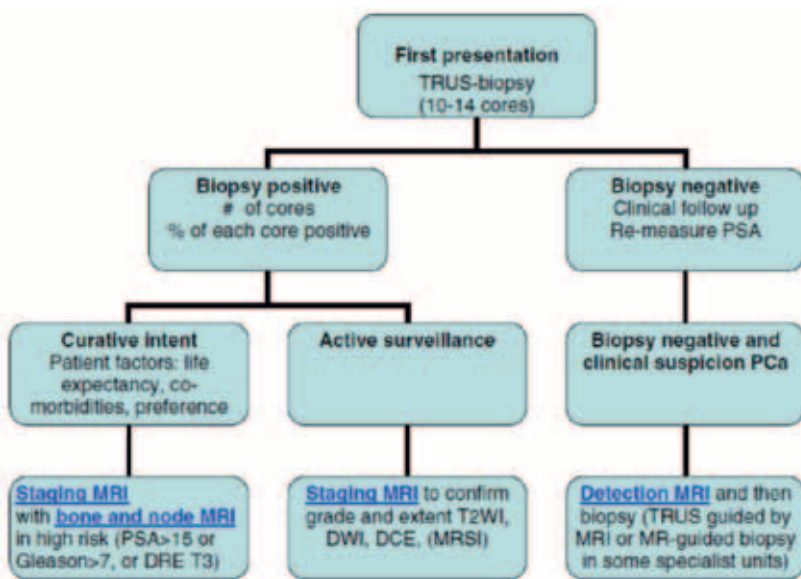 First presentation
TRUS-biopsy
(10-14 cores)
Biopsy positive
# of cores
% of each core positive
Biopsy negative
Clinical follow up
Re-measure PSA
Curative intent
Patient factors: life
expectancy, co-
morbidities, preference
Active surveillance
Biopsy negative and
clinical suspicion PCa
Staging MRI
with bone and node MRI
in high risk (PSA>15 or
Gleason>7, or DRE T3)
Staging MRI to confirm
grade and extent T2WI,
DWI, DCE, (MRSI)
Detection MRI and then
biopsy (TRUS guided by
MRI or MR-guided biopsy
in some specialist units)